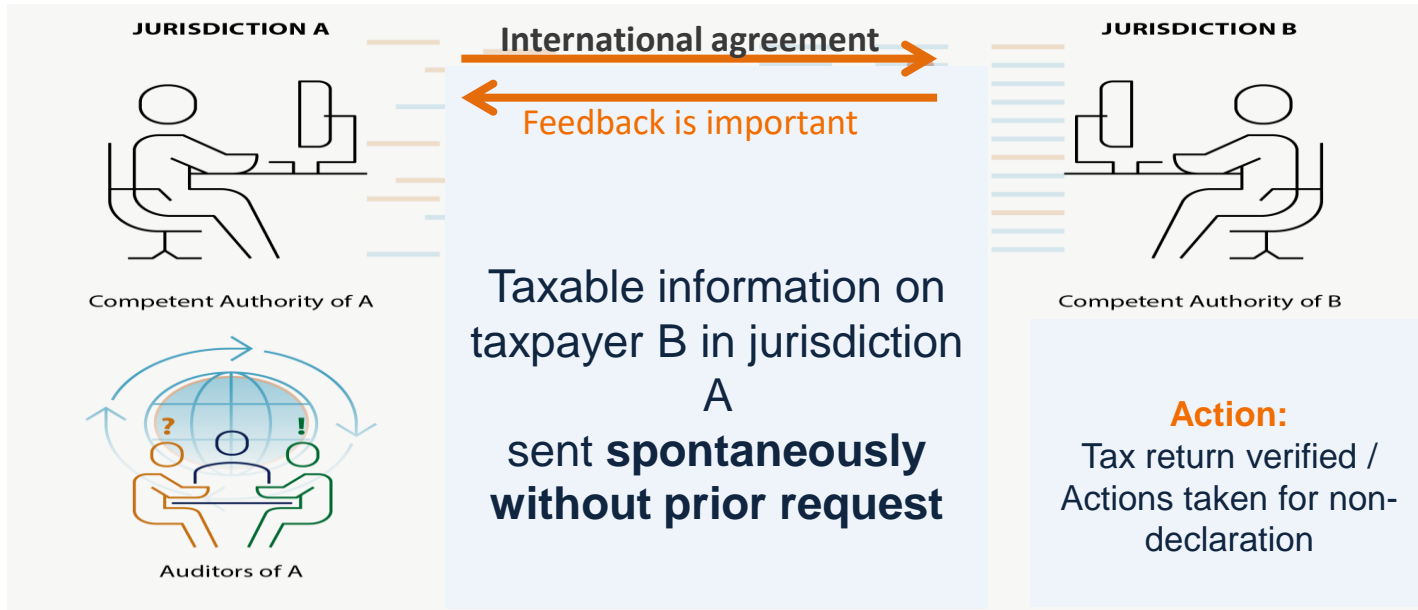 JURISDICTION A
International agreement
JURISDICTION B
Feedback is important
Competent Authority of A
Competent Authority of B
Taxable information on
taxpayer B in jurisdiction
A
sent spontaneously
without prior request
? !
Auditors of A
Action:
Tax return verified /
Actions taken for non-
declaration